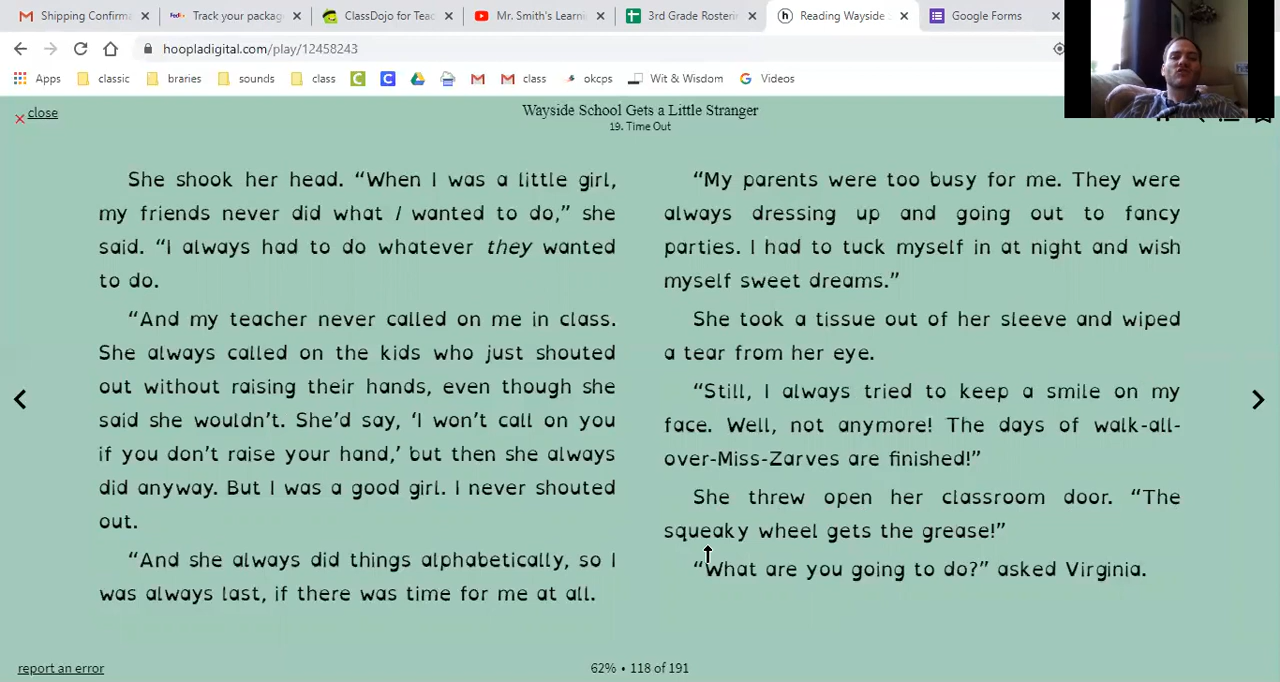 Shipping Confirma
Track your packag
ClassDojo for Teac
Mr. Smith's Learni
3rd Grade Rosterin
Reading Wayside
Google Forms
hoopladigital.com/play/12458243
Apps
classic
braries
sounds
class
class
okcps
Wit & Wisdom
Videos
close
Wayside School Gets a Little Stranger
19. Time Out
She shook her head. “When I was a little girl,
my friends never did what I wanted to do,” she
said. “I always had to do whatever they wanted
to do.
“And my teacher never called on me in class.
She always called on the kids who just shouted
out without raising their hands, even though she
said she wouldn’t. She’d say, ‘I won’t call on you
if you don’t raise your hand,’ but then she always
did anyway. But I was a good girl. I never shouted
out.
“And she always did things alphabetically, so I
was always last, if there was time for me at all.
“My parents were too busy for me. They were
always dressing up and going out to fancy
parties. I had to tuck myself in at night and wish
myself sweet dreams.”
She took a tissue out of her sleeve and wiped
a tear from her eye.
“Still, I always tried to keep a smile on my
face. Well, not anymore! The days of walk-all-
over-Miss-Zarves are finished!”
She threw open her classroom door. “The
squeaky wheel gets the grease!”
“What are you going to do?” asked Virginia.
report an error
62% • 118 of 191